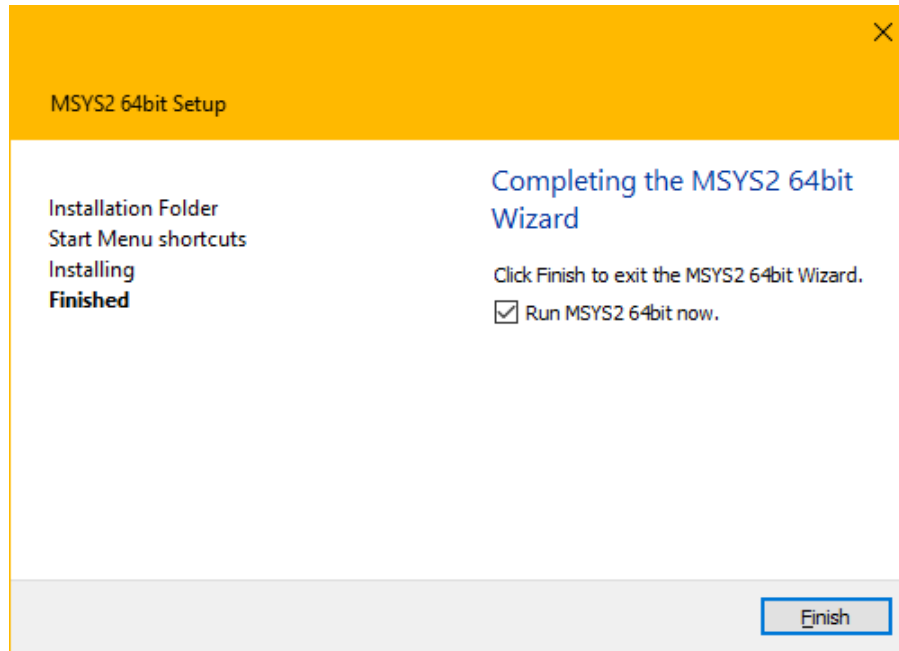 MSYS2 64bit Setup
Installation Folder
Start Menu shortcuts
Installing
Finished
Completing the MSYS2 64bit
Wizard
Click Finish to exit the MSYS2 64bit Wizard.
Run MSYS2 64bit now.
Finish